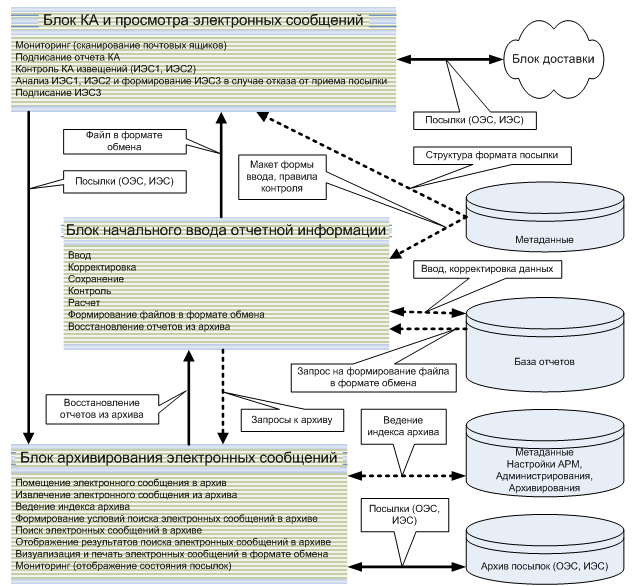 Блок КА и просмотра электронных сообщений
Мониторинг (сканирование почтовых ящиков)
Подписание отчета КА
Контроль КА извещений (ИЭС1, ИЭС2)
Анализ ИЭС1, ИЭС2 и формирование ИЭС3 в случае отказа от приема посылки
Подписание ИЭС3
Блок доставки
Посылки (ОЭС, ИЭС)
Файл в формате
обмена
Посылки (ОЭС, ИЭС)
Макет формы
ввода, правила
контроля
Структура формата посылки
Метаданные
Блок начального ввода отчетной информации
Ввод
Корректировка
Сохранение
Контроль
Расчет
Формирование файлов в формате обмена
Восстановление отчетов из архива
Ввод, корректировка данных
База отчетов
Запрос на формирование файла
в формате обмена
Восстановление
отчетов из архива
Запросы к архиву
Ведение
индекса архива
Метаданные
Настройки АРМ,
Администрирования,
Архивирования
Блок архивирования электронных сообщений
Помещение электронного сообщения в архив
Извлечение электронного сообщения из архива
Ведение индекса архива
Формирование условий поиска электронных сообщений в архиве
Поиск электронных сообщений в архиве
Отображение результатов поиска электронных сообщений в архиве
Визуализация и печать электронных сообщений в формате обмена
Мониторинг (отображение состояния посылок)
Посылки (ОЭС,
ИЭС)
Архив посылок (ОЭС, ИЭС)